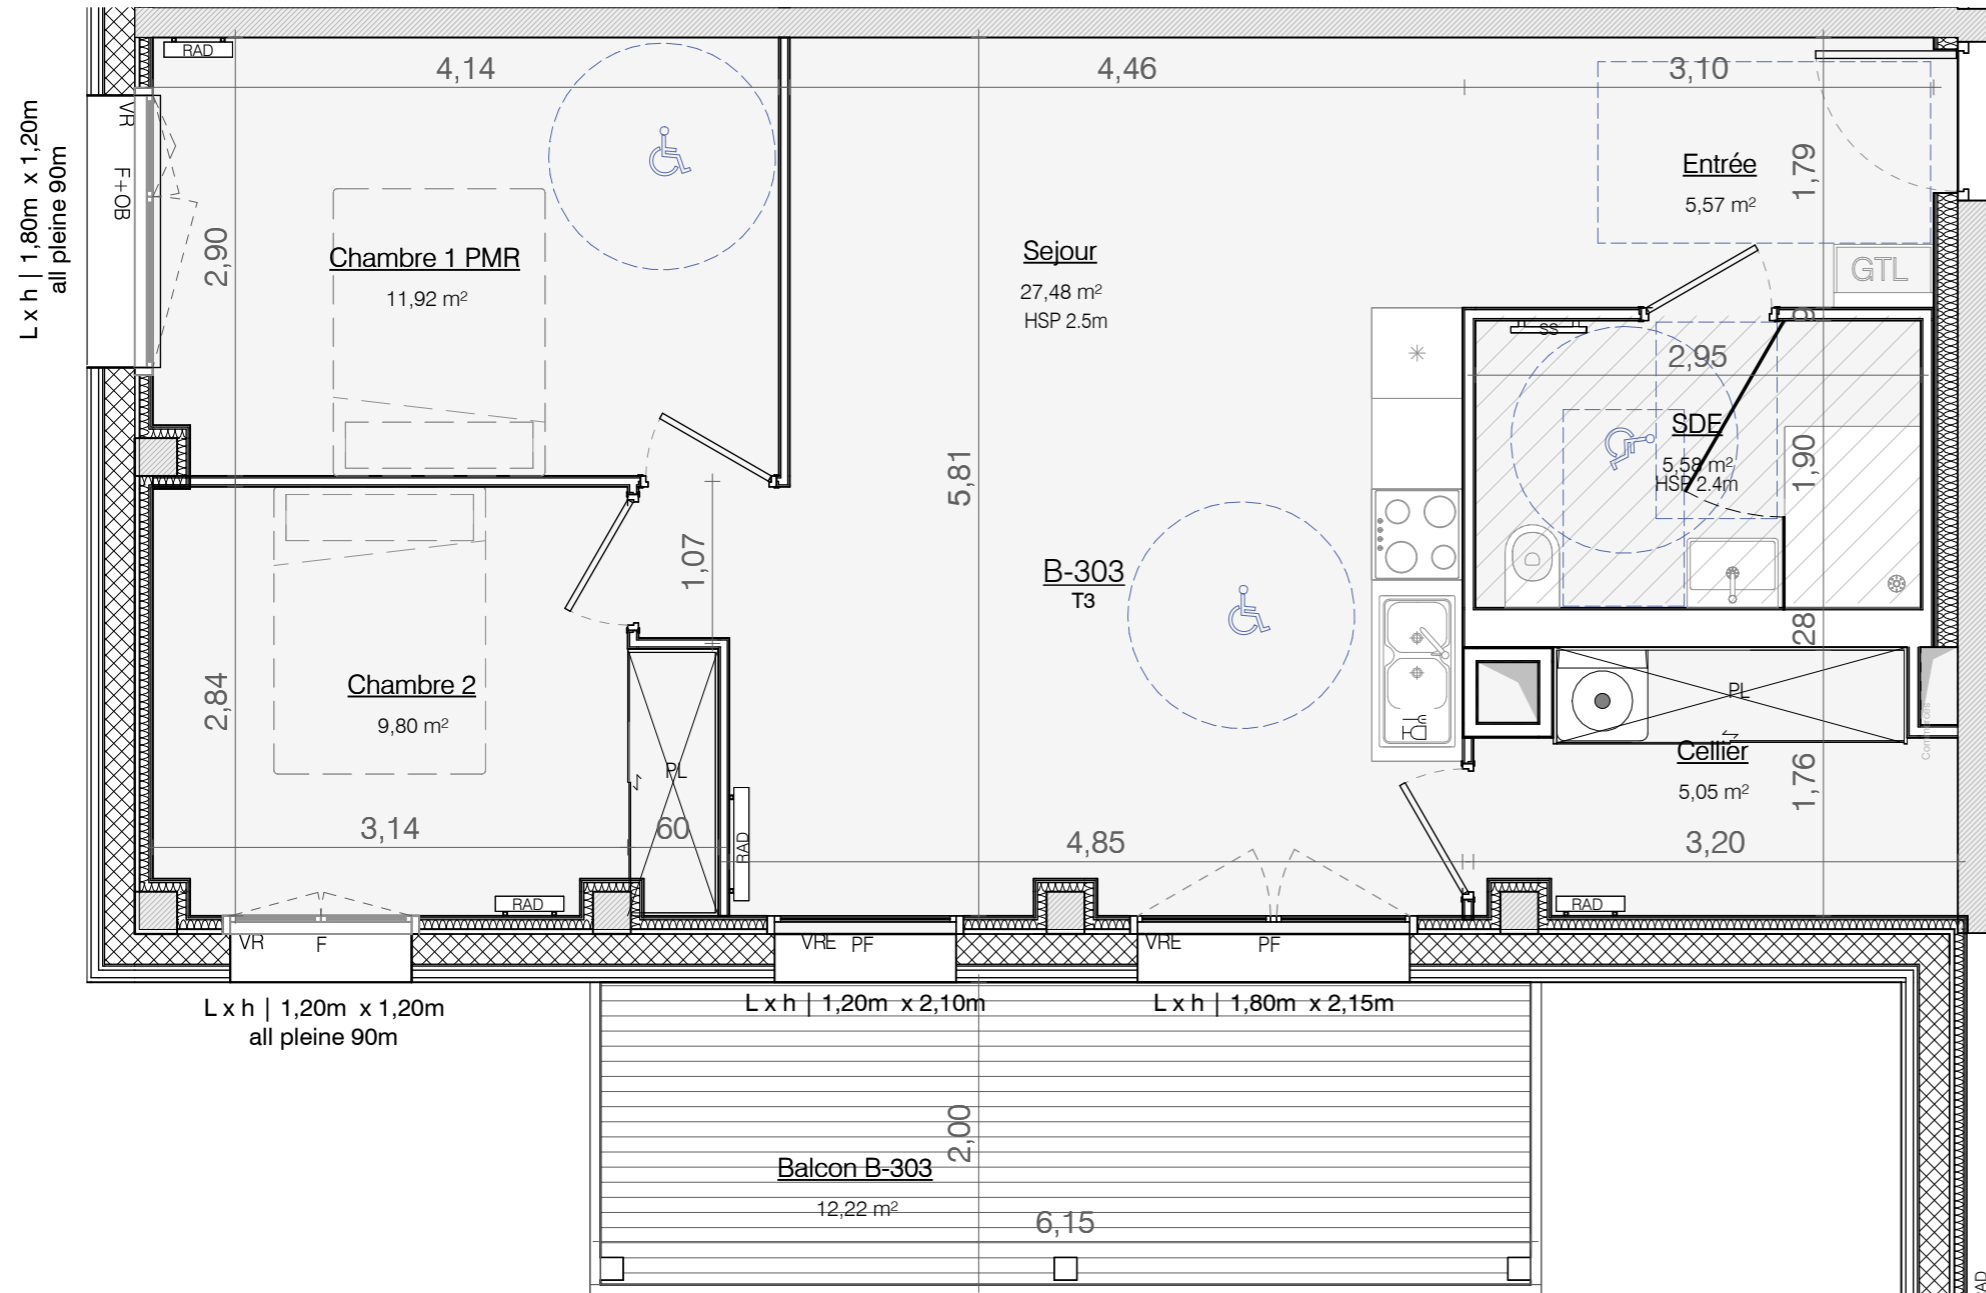 RAD
4,14
4,46
3,10
L x h | 1,80m x 1,20m
all pleine 90m
VR
F+OB
2,90
Chambre 1 PMR
11,92 m²
Sejour
27,48 m²
HSP 2.5m
Entrée
5,57 m²
1,79
GTL
SS
9
2,95
SDE
5,58 m²
HSP 2.4m
1,90
5,81
1,07
B-303
T3
28
Chambre 2
9,80 m²
2,84
PL
PL
Cellier
5,05 m²
1,76
3,14
60
RAD
4,85
3,20
RAD
RAD
VR
F
VRE
PF
VRE
PF
L x h | 1,20m x 1,20m
all pleine 90m
L x h | 1,20m x 2,10m
L x h | 1,80m x 2,15m
2,00
Balcon B-303
12,22 m²
6,15